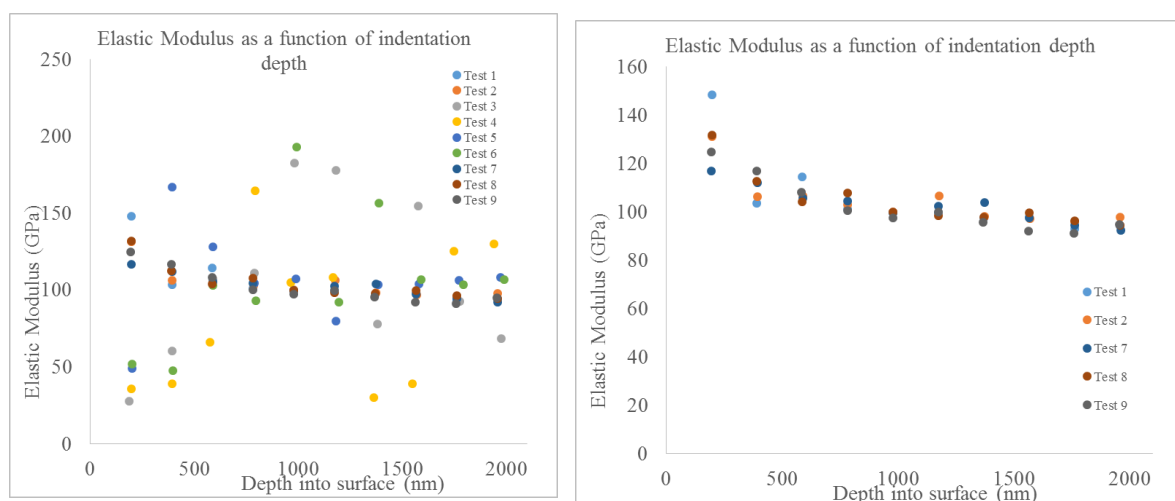 Elastic Modulus as a function of indentation
depth
Elastic Modulus (GPa)
250
200
150
100
50
0
0 500 1000 1500 2000
Depth into surface (nm)
Test 1
Test 2
Test 3
Test 4
Test 5
Test 6
Test 7
Test 8
Test 9
Elastic Modulus as a function of indentation depth
Elastic Modulus (GPa)
160
140
120
100
80
60
40
20
0
0 500 1000 1500 2000
Depth into surface (nm)
Test 1
Test 2
Test 7
Test 8
Test 9